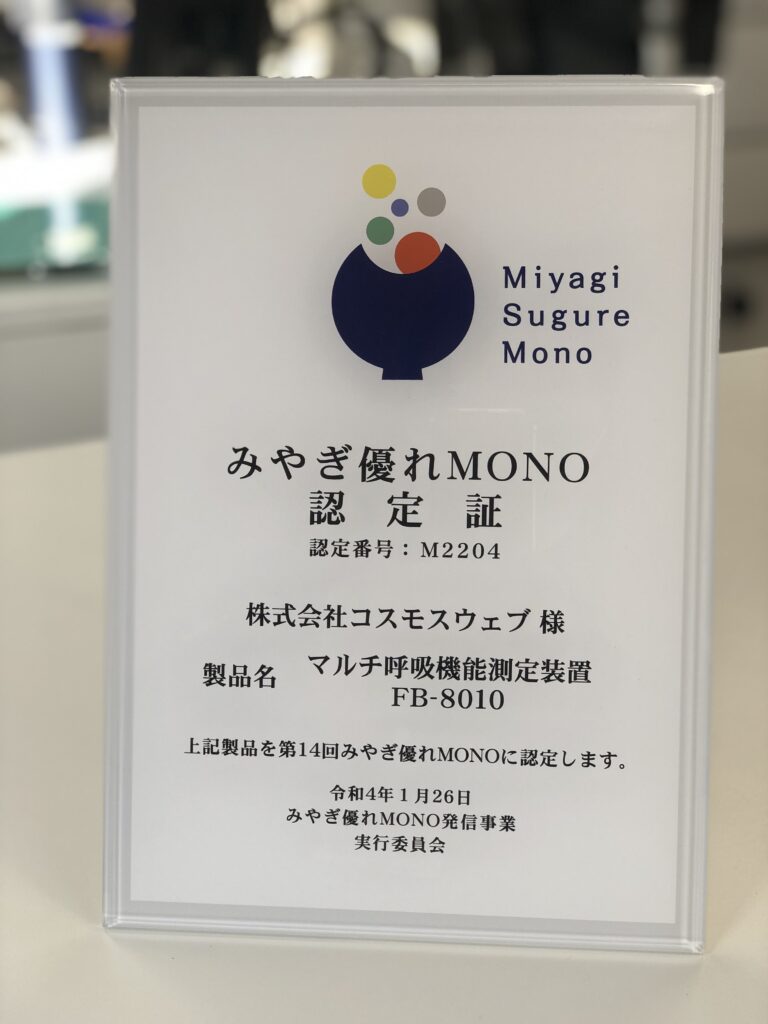 Miyagi
Sugure
Mono
みやぎ優れMONO
認 定 証
認定番号：M2204
株式会社コスモスウェブ 様
製品名 マルチ呼吸機能測定装置
FB-8010
上記製品を第14回みやぎ優れMONOに認定します。
令和4年１月26日
みやぎ優れMONO発信事業
実行委員会